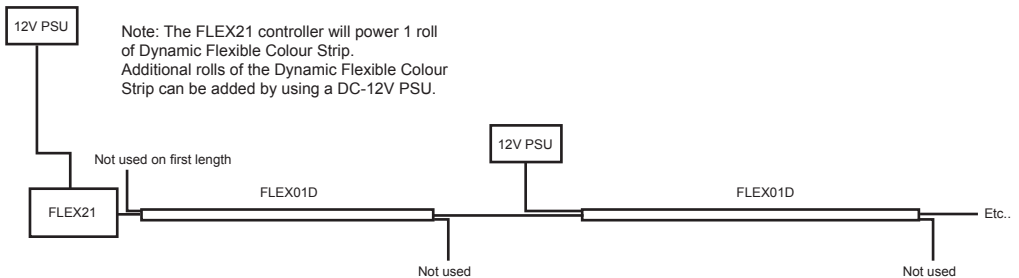 12V PSU
Note: The FLEX21 controller will power 1 roll
of Dynamic Flexible Colour Strip.
Additional rolls of the Dynamic Flexible Colour
Strip can be added by using a DC-12V PSU.
12V PSU
Not used on first length
FLEX21
FLEX01D
FLEX01D
Etc..
Not used
Not used